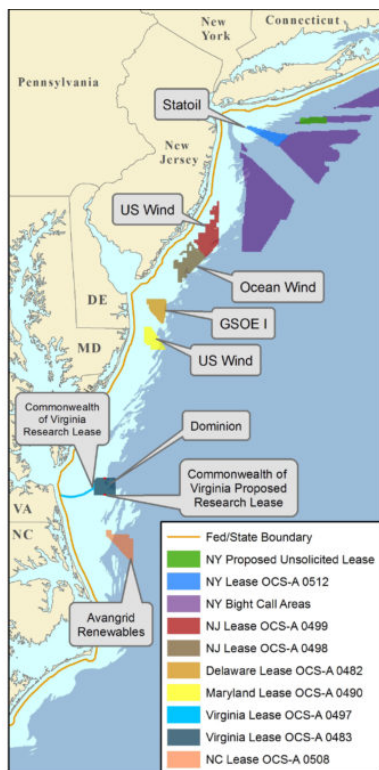 New
York
Connecticut
Pennsylvania
Statoil
New
Jersey
US Wind
Ocean Wind
DE
GSOE I
MD
US Wind
Commonwealth
of Virginia
Research Lease
Dominion
Commonwealth of
Virginia Proposed
Research Lease
VA
NC
Avangrid
Renewables
Fed/State Boundary
NY Proposed Unsolicited Lease
NY Lease OCS-A 0512
NY Bight Call Areas
NJ Lease OCS-A 0499
NJ Lease OCS-A 0498
Delaware Lease OCS-A 0482
Maryland Lease OCS-A 0490
Virginia Lease OCS-A 0497
Virginia Lease OCS-A 0483
NC Lease OCS-A 0508